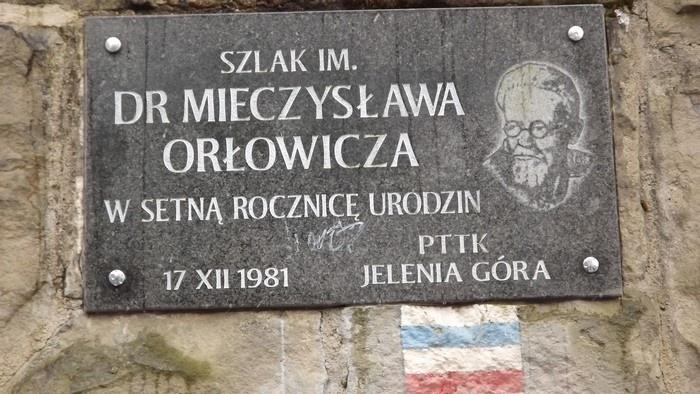 SZLAK IM.
DR MIECZYSŁAWA
ORŁOWICZA
W SETNĄ ROCZNICĘ URODZIN
PTTK
17 XII 1981 JELENIA GÓRA